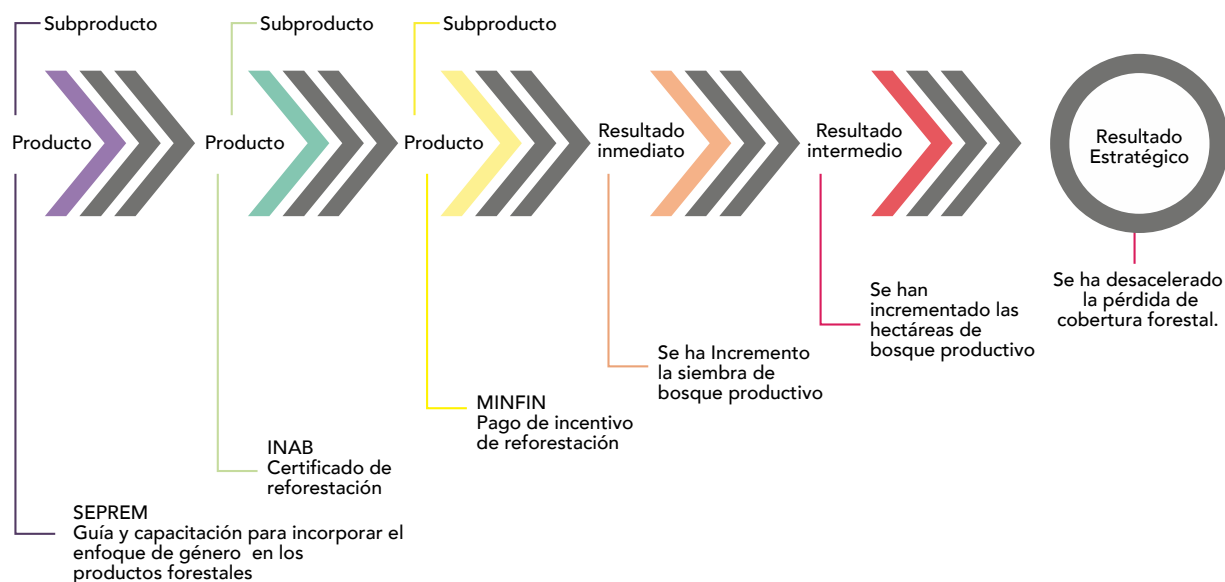 Subproducto
Subproducto
Subproducto
Producto
Producto
Producto
Resultado
inmediato
Resultado
intermedio
Resultado
Estratégico
Se ha desacelerado
la pérdida de
cobertura forestal.
Se han
incrementado las
hectáreas de
bosque productivo
Se ha Incremento
la siembra de
bosque productivo
MINFIN
Pago de incentivo
de reforestación
INAB
Certificado de
reforestación
SEPREM
Guía y capacitación para incorporar el
enfoque de género en los
productos forestales